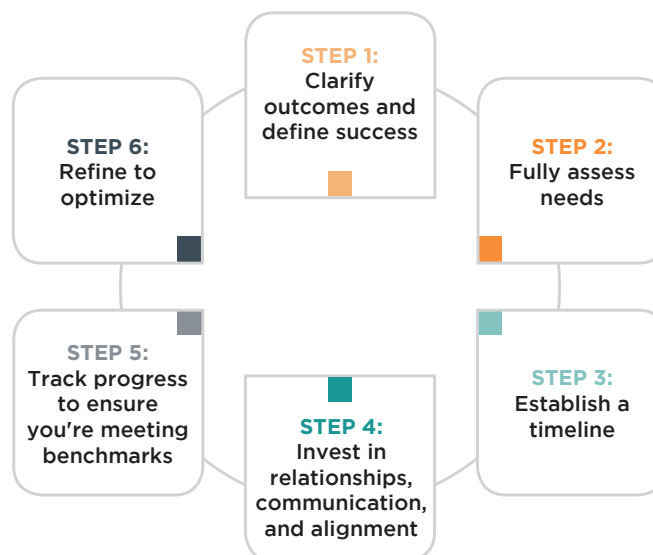 STEP 1:
Clarify
outcomes and
define success
STEP 2:
Fully assess
needs
STEP 3:
Establish a
timeline
STEP 4:
Invest in
relationships,
communication,
and alignment
STEP 5:
Track progress
to ensure
you're meeting
benchmarks
STEP 6:
Refine to
optimize